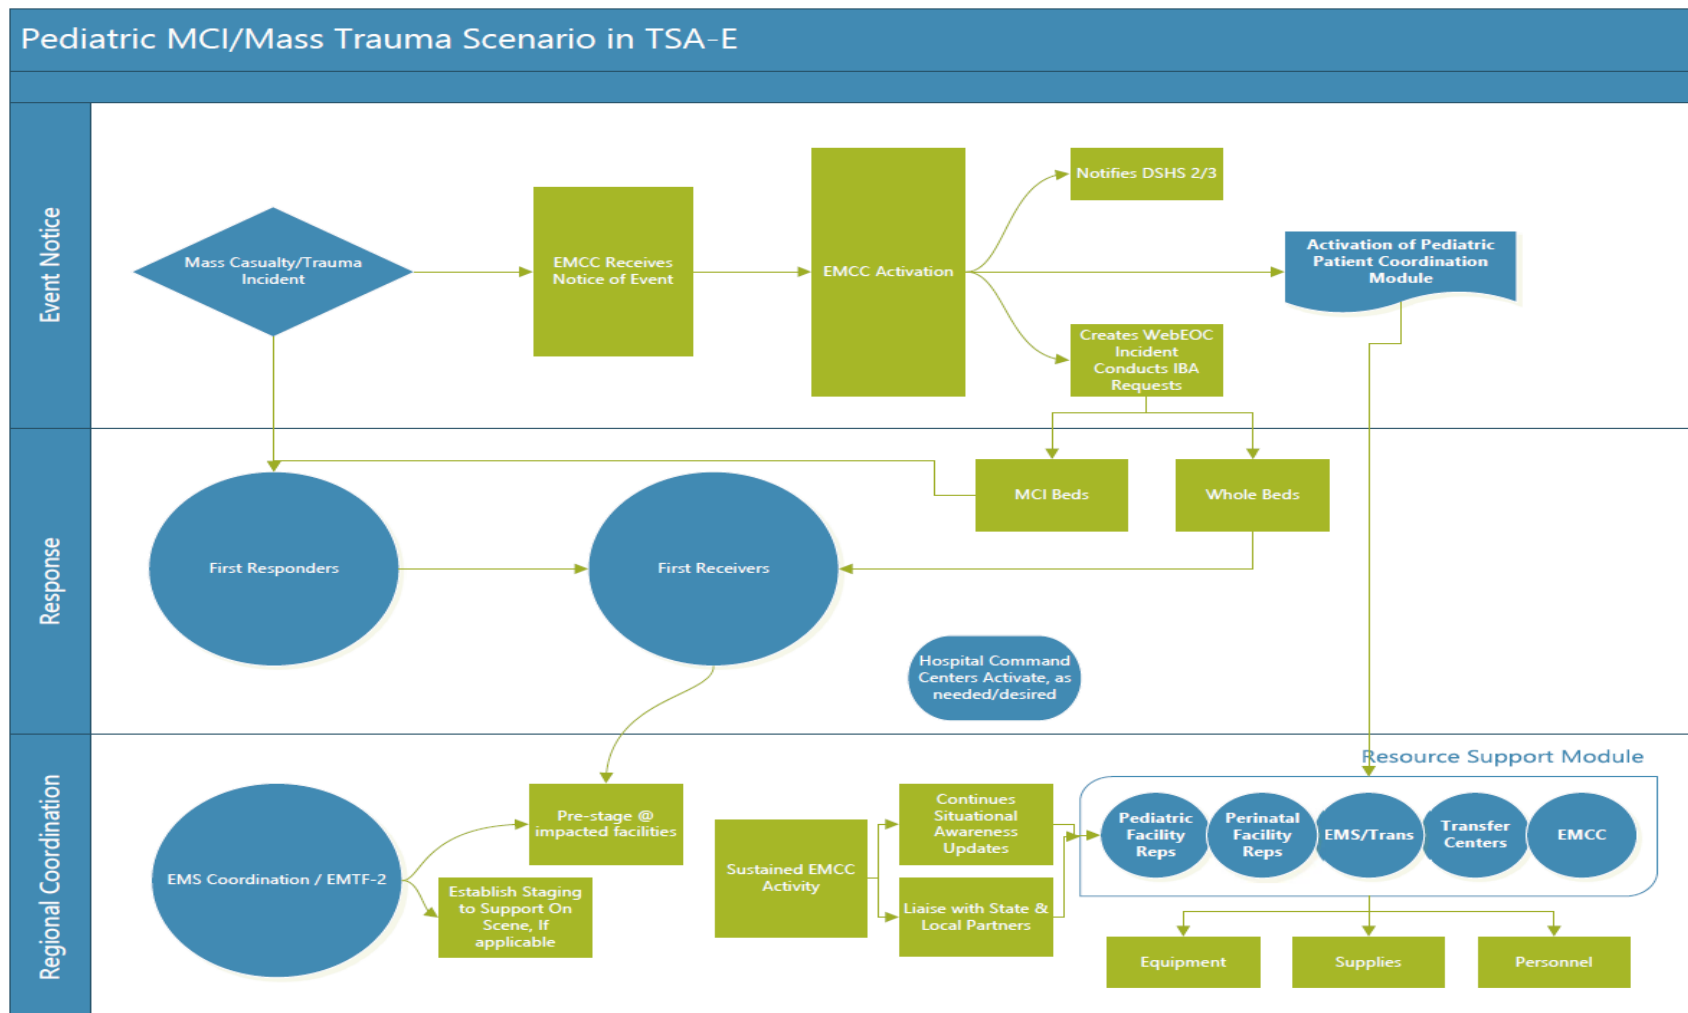 Pediatric MCI/Mass Trauma Scenario in TSA-E
Event Notice
Mass Casualty/Trauma
Incident
EMCC Receives
Notice of Event
EMCC Activation
Notifies DSHS 2/3
Activation of Pediatric
Patient Coordination
Module
Creates WebEOC
Incident
Conducts IBA
Requests
Response
MCI Beds
Whole Beds
First Responders
First Receivers
Hospital Command
Centers Activate, as
needed/desired
Regional Coordination
Resource Support Module
EMS Coordination / EMTF-2
Pre-stage @
impacted facilities
Establish Staging
to Support On
Scene, If
applicable
Sustained EMCC
Activity
Continues
Situational
Awareness
Updates
Liaise with State &
Local Partners
Pediatric
Facility
Reps
Perinatal
Facility
Reps
EMS/Trans
Transfer
Centers
EMCC
Equipment
Supplies
Personnel